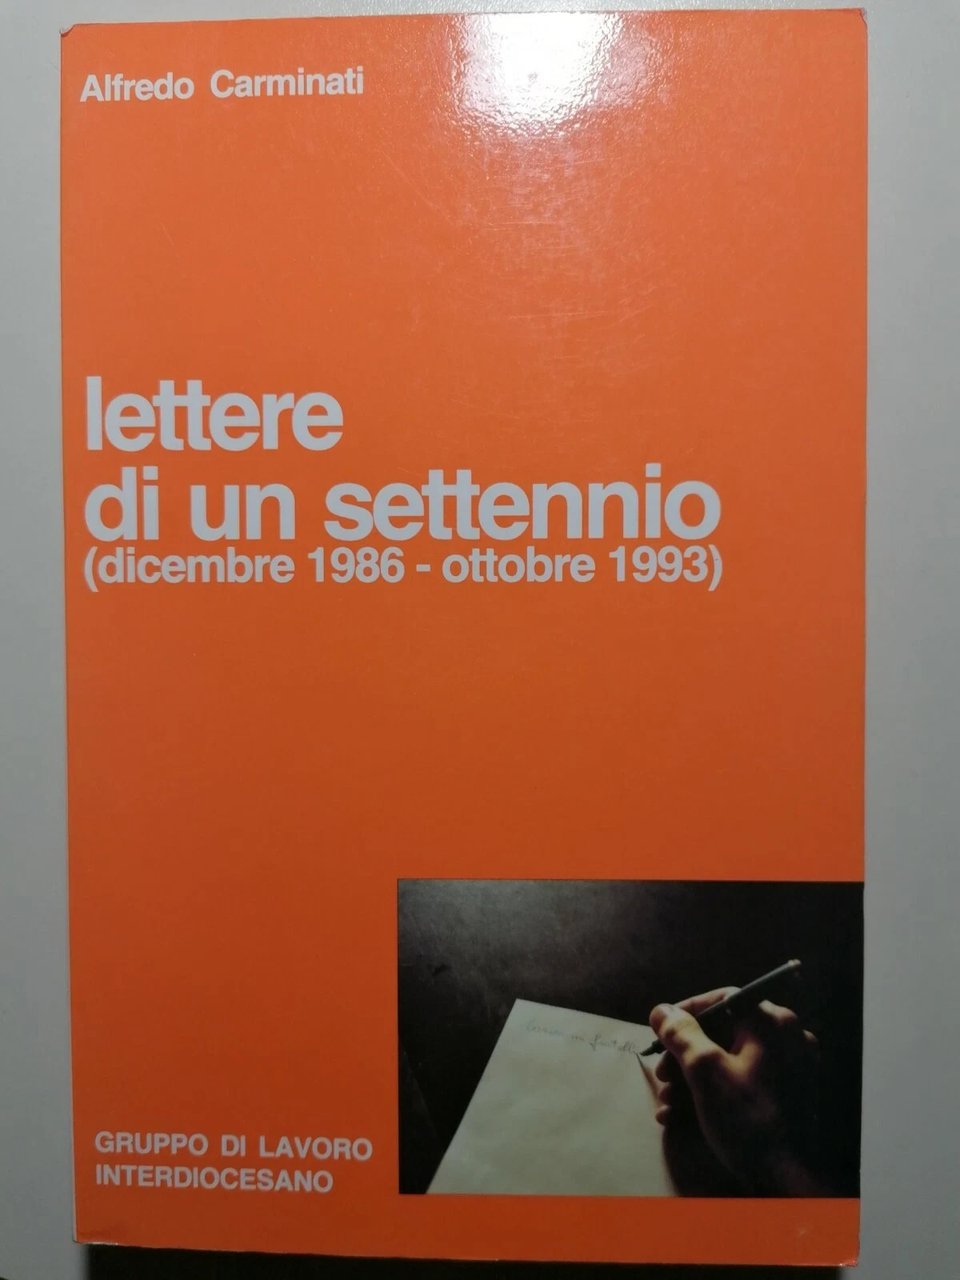 Alfredo Carminati
lettere
di un settennio
(dicembre 1986 - ottobre 1993)
GRUPPO DI LAVORO
INTERDIOCESANO